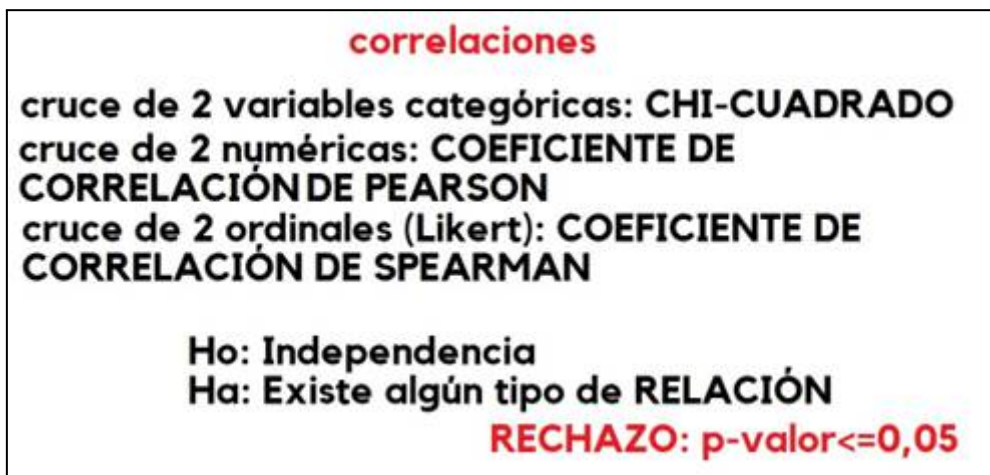 correlaciones
cruce de 2 variables categóricas: CHI-CUADRADO
cruce de 2 numéricas: COEFICIENTE DE
CORRELACIÓN DE PEARSON
cruce de 2 ordinales (Likert): COEFICIENTE DE
CORRELACIÓN DE SPEARMAN
Ho: Independencia
Ha: Existe algún tipo de RELACIÓN
RECHAZO: p-valor<=0,05